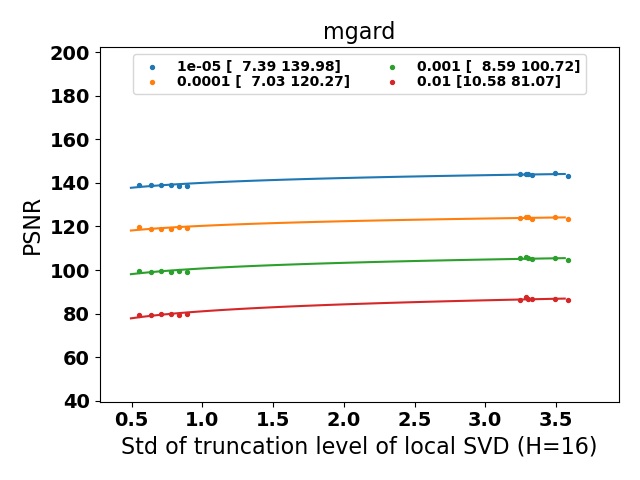 mgard
1e-05 [  7.39 139.98]
0.0001 [  7.03 120.27]
0.001 [  8.59 100.72]
0.01 [10.58 81.07]
PSNR
200
180
160
140
120
100
80
60
40
0.5 1.0 1.5 2.0 2.5 3.0 3.5
Std of truncation level of local SVD (H=16)